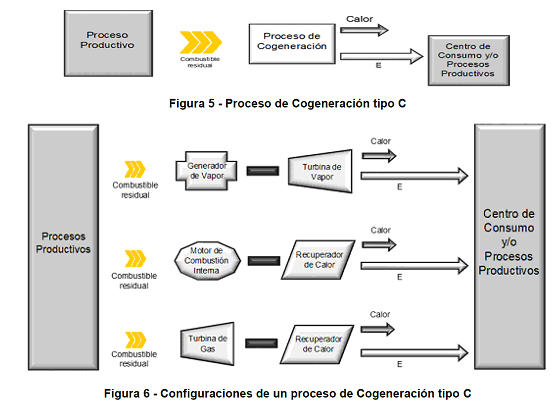 Proceso
Productivo
Combustible
residual
Proceso de
Cogeneración
Calor
E
Centro de
Consumo y/o
Procesos
Productivos
Figura 5 - Proceso de Cogeneración tipo C
Procesos
Productivos
Combustible
residual
Generador
de Vapor
Turbina de
Vapor
Calor
E
Combustible
residual
Motor de
Combustión
Interna
Recuperador
de Calor
Calor
E
Combustible
residual
Turbina de
Gas
Recuperador
de Calor
Calor
E
Centro de
Consumo
y/o
Procesos
Productivos
Figura 6 - Configuraciones de un proceso de Cogeneración tipo C